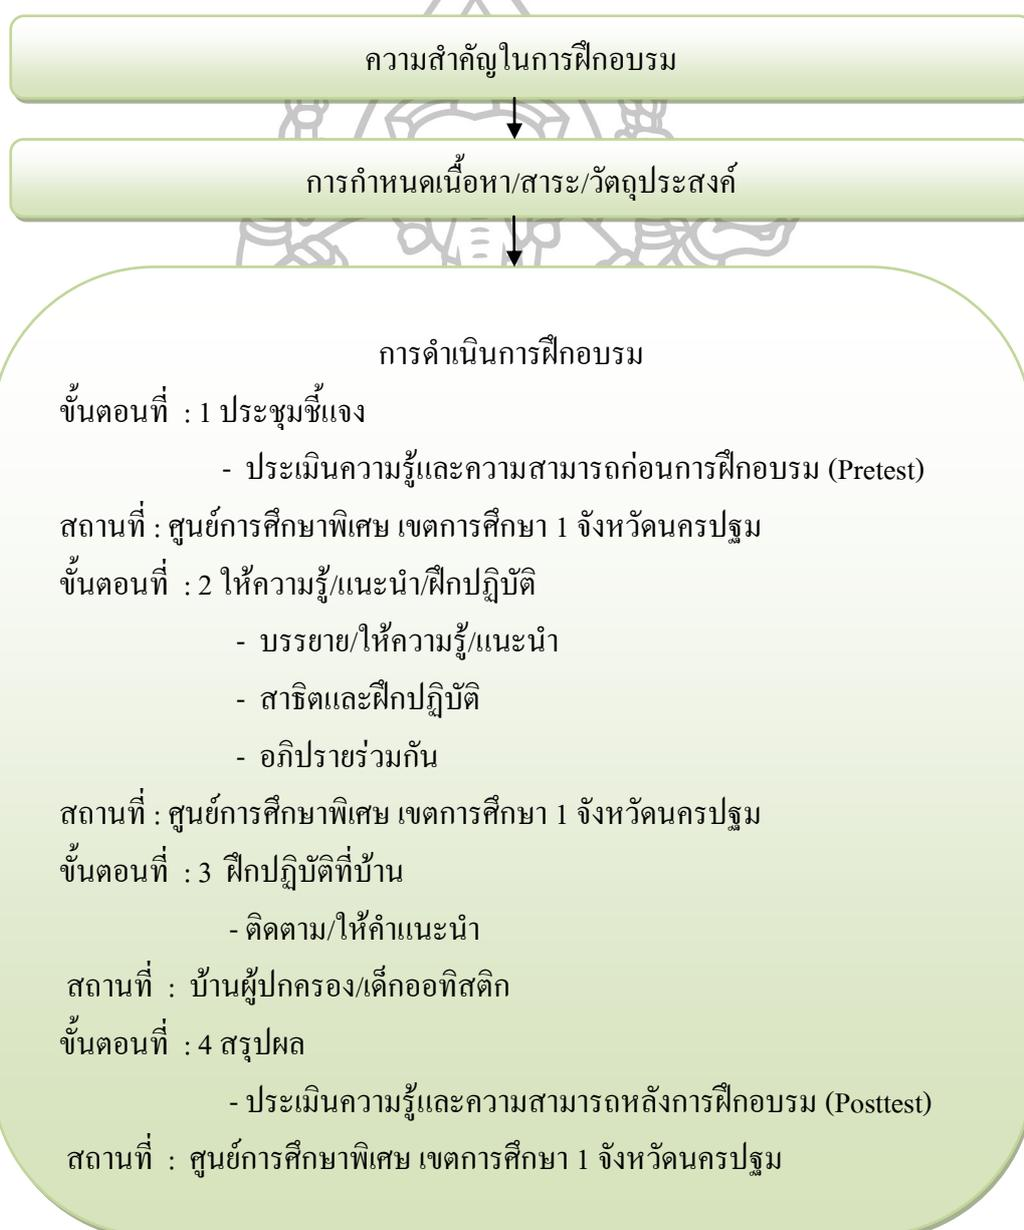 ความสำคัญในการฝึกอบรม
การกำหนดเนื้อหา/สาระ/วัตถุประสงค์
การดำเนินการฝึกอบรม
ขั้นตอนที่ : 1 ประชุมชี้แจง
- ประเมินความรู้และความสามารถก่อนการฝึกอบรม (Pretest)
สถานที่ : ศูนย์การศึกษาพิเศษ เขตการศึกษา 1 จังหวัดนครปฐม
ขั้นตอนที่ : 2 ให้ความรู้/แนะนำ/ฝึกปฏิบัติ
- บรรยาย/ให้ความรู้/แนะนำ
- สาธิตและฝึกปฏิบัติ
- อภิปรายร่วมกัน
สถานที่ : ศูนย์การศึกษาพิเศษ เขตการศึกษา 1 จังหวัดนครปฐม
ขั้นตอนที่ : 3 ฝึกปฏิบัติที่บ้าน
- ติดตาม/ให้คำแนะนำ
สถานที่ : บ้านผู้ปกครอง/เด็กออทิสติก
ขั้นตอนที่ : 4 สรุปผล
- ประเมินความรู้และความสามารถหลังการฝึกอบรม (Posttest)
สถานที่ : ศูนย์การศึกษาพิเศษ เขตการศึกษา 1 จังหวัดนครปฐม